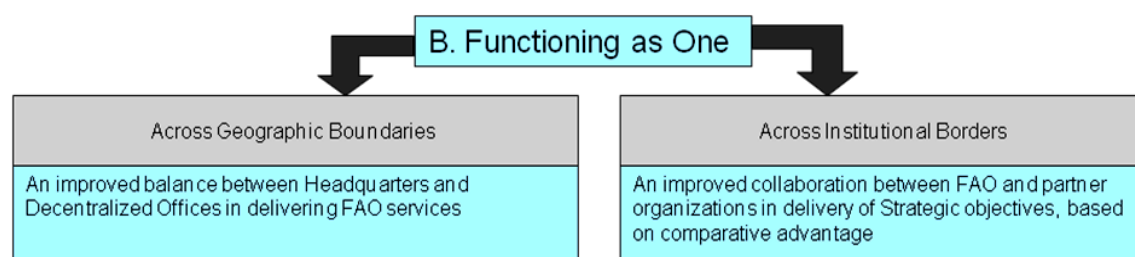 B. Functioning as One
Across Geographic Boundaries
An improved balance between Headquarters and
Decentralized Offices in delivering FAO services
Across Institutional Borders
An improved collaboration between FAO and partner
organizations in delivery of Strategic objectives, based
on comparative advantage